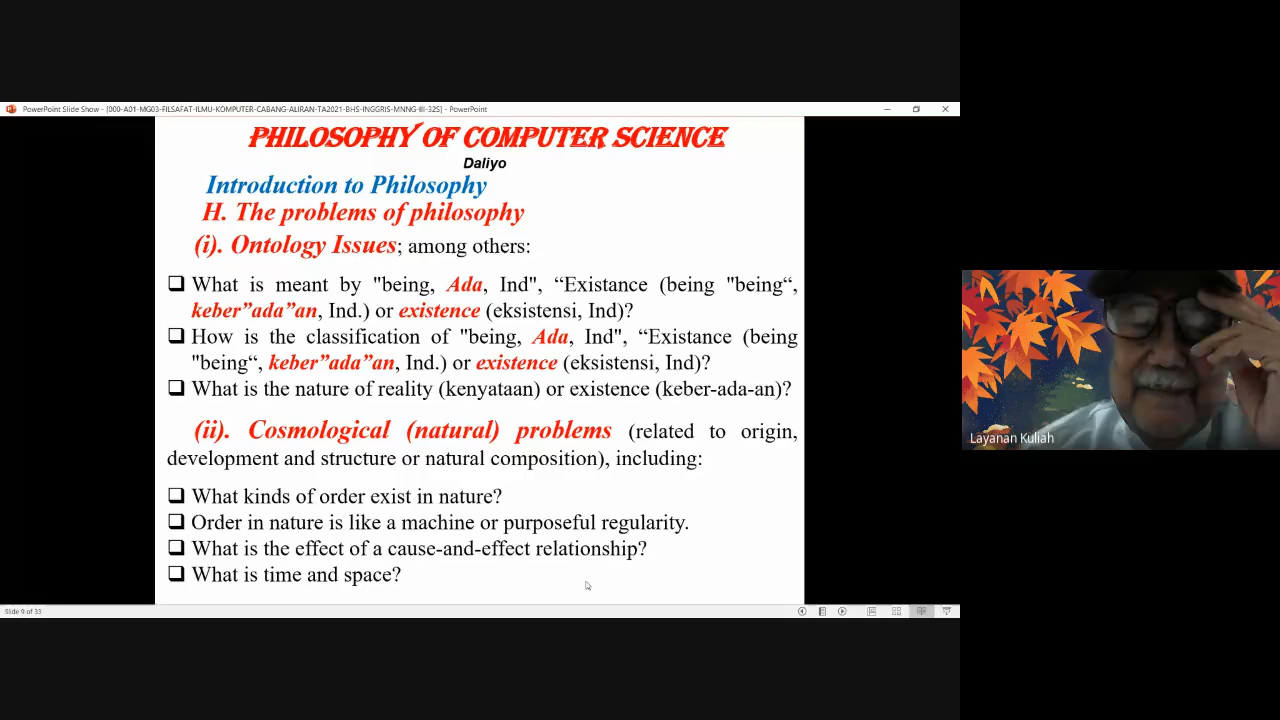 PowerPoint Slide Show - [000-A01-MG03-FILSAFAT-ILMU-KOMPUTER-CABANG-ALIRAN-TA2021-BHS-INGGRIS-MNNG-III-32S] - PowerPoint
PHILOSOPHY OF COMPUTER SCIENCE
Daliyo
Introduction to Philosophy
H. The problems of philosophy
(i). Ontology Issues; among others:
❑ What is meant by "being, Ada, Ind", “Existance (being "being“,
keber”ada”an, Ind.) or existence (eksistensi, Ind)?
❑ How is the classification of "being, Ada, Ind", “Existance (being
"being“, keber”ada”an, Ind.) or existence (eksistensi, Ind)?
❑ What is the nature of reality (kenyataan) or existence (keber-ada-an)?
(ii). Cosmological (natural) problems (related to origin,
development and structure or natural composition), including:
❑ What kinds of order exist in nature?
❑ Order in nature is like a machine or purposeful regularity.
❑ What is the effect of a cause-and-effect relationship?
❑ What is time and space?
Slide 9 of 33
Layanan Kuliah